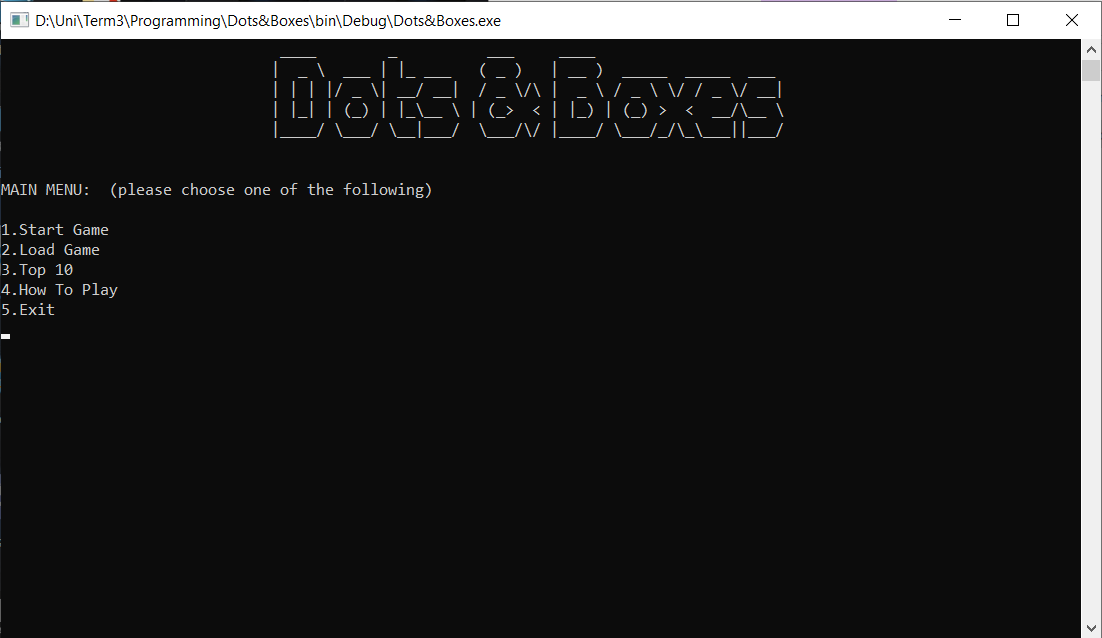 D:\Uni\Term3\Programming\Dots&Boxes\bin\Debug\Dots&Boxes.exe
Dots & Boxes
MAIN MENU:  (please choose one of the following)
1.Start Game
2.Load Game
3.Top 10
4.How To Play
5.Exit